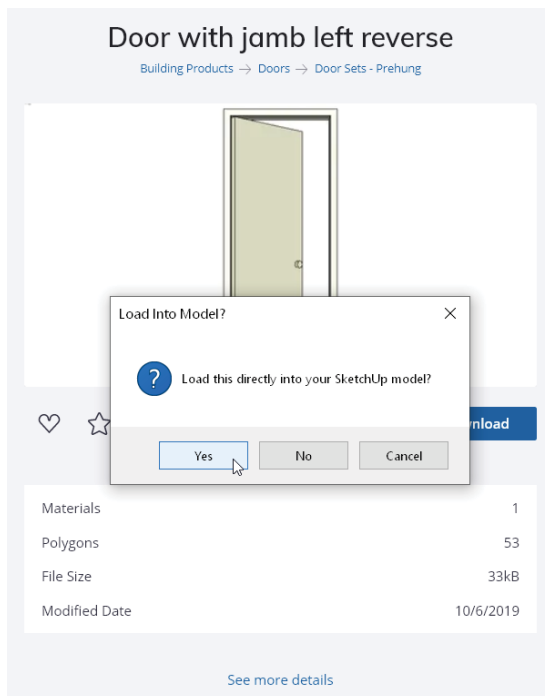 Door with jamb left reverse
Building Products → Doors → Door Sets - Prehung
Load Into Model?
Load this directly into your SketchUp model?
Yes No Cancel
Materials 1
Polygons 53
File Size 33kB
Modified Date 10/6/2019
See more details